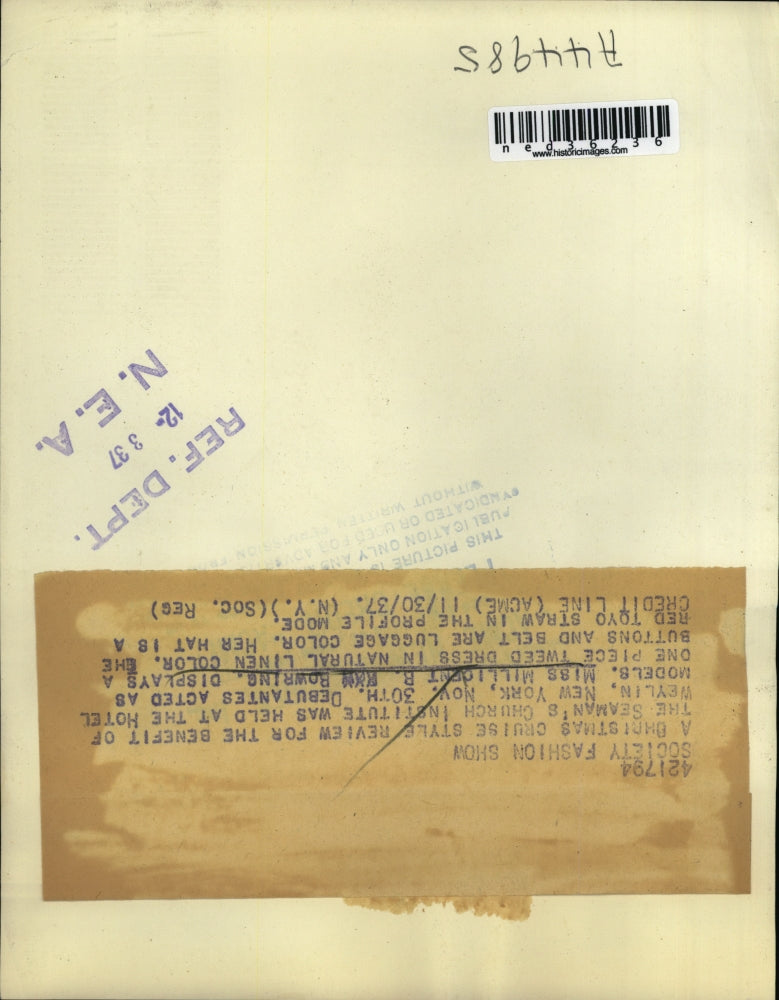 A44985
ned36236
www.historicimages.com
N. E. A.
12- 3 37
REF. DEPT.
THIS PICTURE IS
PUBLICATION ONLY AND
SYNDICATED OR USED FOR
WITHOUT WRITTEN PERMISSION
421794
SOCIETY FASHION SHOW
A CHRISTMAS CRUISE STYLE REVIEW FOR THE BENEFIT OF
THE SEAMAN'S CHURCH INSTITUTE WAS HELD AT THE HOTEL
WEYLIN, NEW YORK, NOV. 30TH. DEBUTANTES ACTED AS
MODELS. MISS MILLICENT B. BOWRING. DISPLAYS A
ONE PIECE TWEED DRESS IN NATURAL LINEN COLOR. THE
BUTTONS AND BELT ARE LUGGAGE COLOR. HER HAT IS A
RED TOYO STRAW IN THE PROFILE MODE.
CREDIT LINE (ACME) 11/30/37. (N.Y.)(SOC. REG)